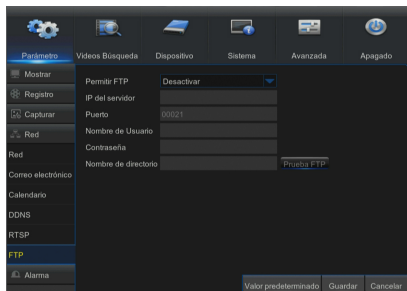 Parámetro Videos Búsqueda Dispositivo Sistema Avanzada Apagado
Mostrar
Registro
Capturar
Red
Red
Correo electrónico
Calendario
DDNS
RTSP
FTP
Alarma
Permitir FTP Desactivar
IP del servidor
Puerto 00021
Nombre de Usuario
Contraseña
Nombre de directorio Prueba FTP
Valor predeterminado Guardar Cancelar